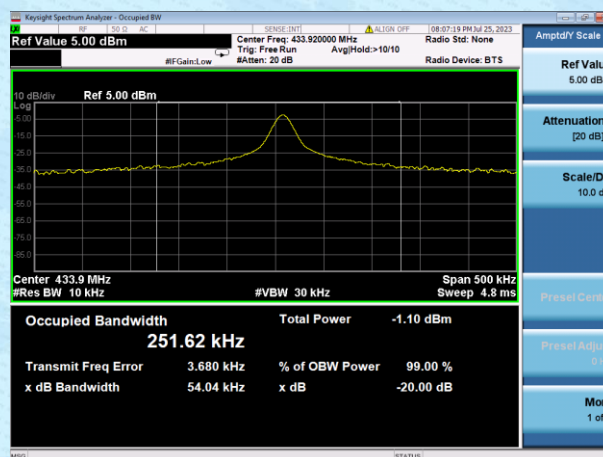 Keysight Spectrum Analyzer - Occupied BW
RF 50 Ω AC SENSE:INT ALIGN OFF 08:07:19 PM Jul 25, 2023
Ref Value 5.00 dBm Center Freq: 433.920000 MHz Radio Std: None
Trig: Free Run Avg|Hold:>10/10
#IFGain:Low #Atten: 20 dB Radio Device: BTS
10 dB/div Ref 5.00 dBm
Log
-5.00
-15.0
-25.0
-35.0
-45.0
-55.0
-65.0
-75.0
-85.0
Center 433.9 MHz Span 500 kHz
#Res BW 10 kHz #VBW 30 kHz Sweep 4.8 ms
Occupied Bandwidth Total Power -1.10 dBm
251.62 kHz
Transmit Freq Error 3.680 kHz % of OBW Power 99.00 %
x dB Bandwidth 54.04 kHz x dB -20.00 dB
MSG STATUS
Amptd/Y Scale
Ref Valu
5.00 dBm
Attenuation
[20 dB]
Scale/D
10.0 d
Presel Cent
Presel Adju
0 H
Mor
1 of